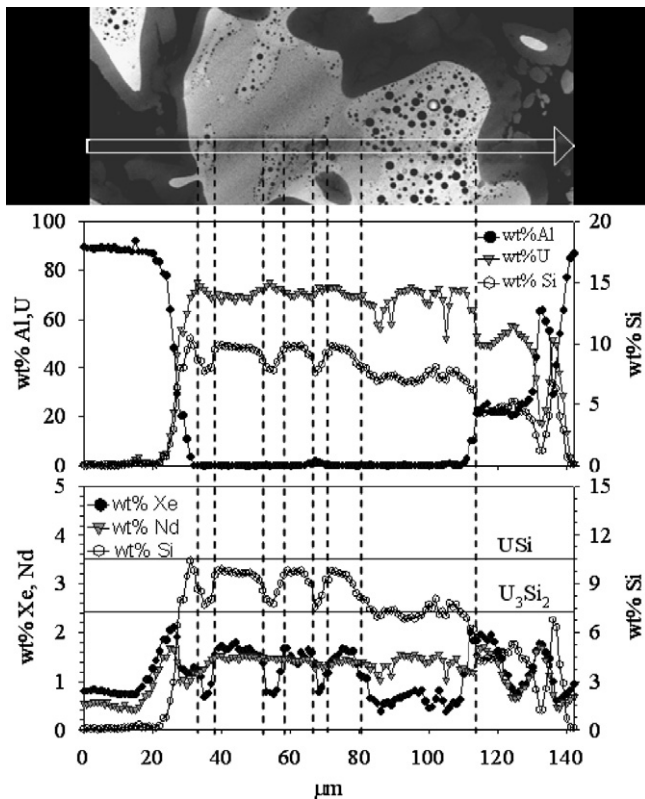 100
80
60
40
20
0
wt% Al,U
wt%Al
wt%U
wt% Si
20
15
10
5
0
wt% Si
5
4
3
2
1
0
wt% Xe, Nd
wt% Xe
wt% Nd
wt% Si
USi
U₃Si₂
15
12
9
6
3
0
wt% Si
0 20 40 60 80 100 120 140
μm